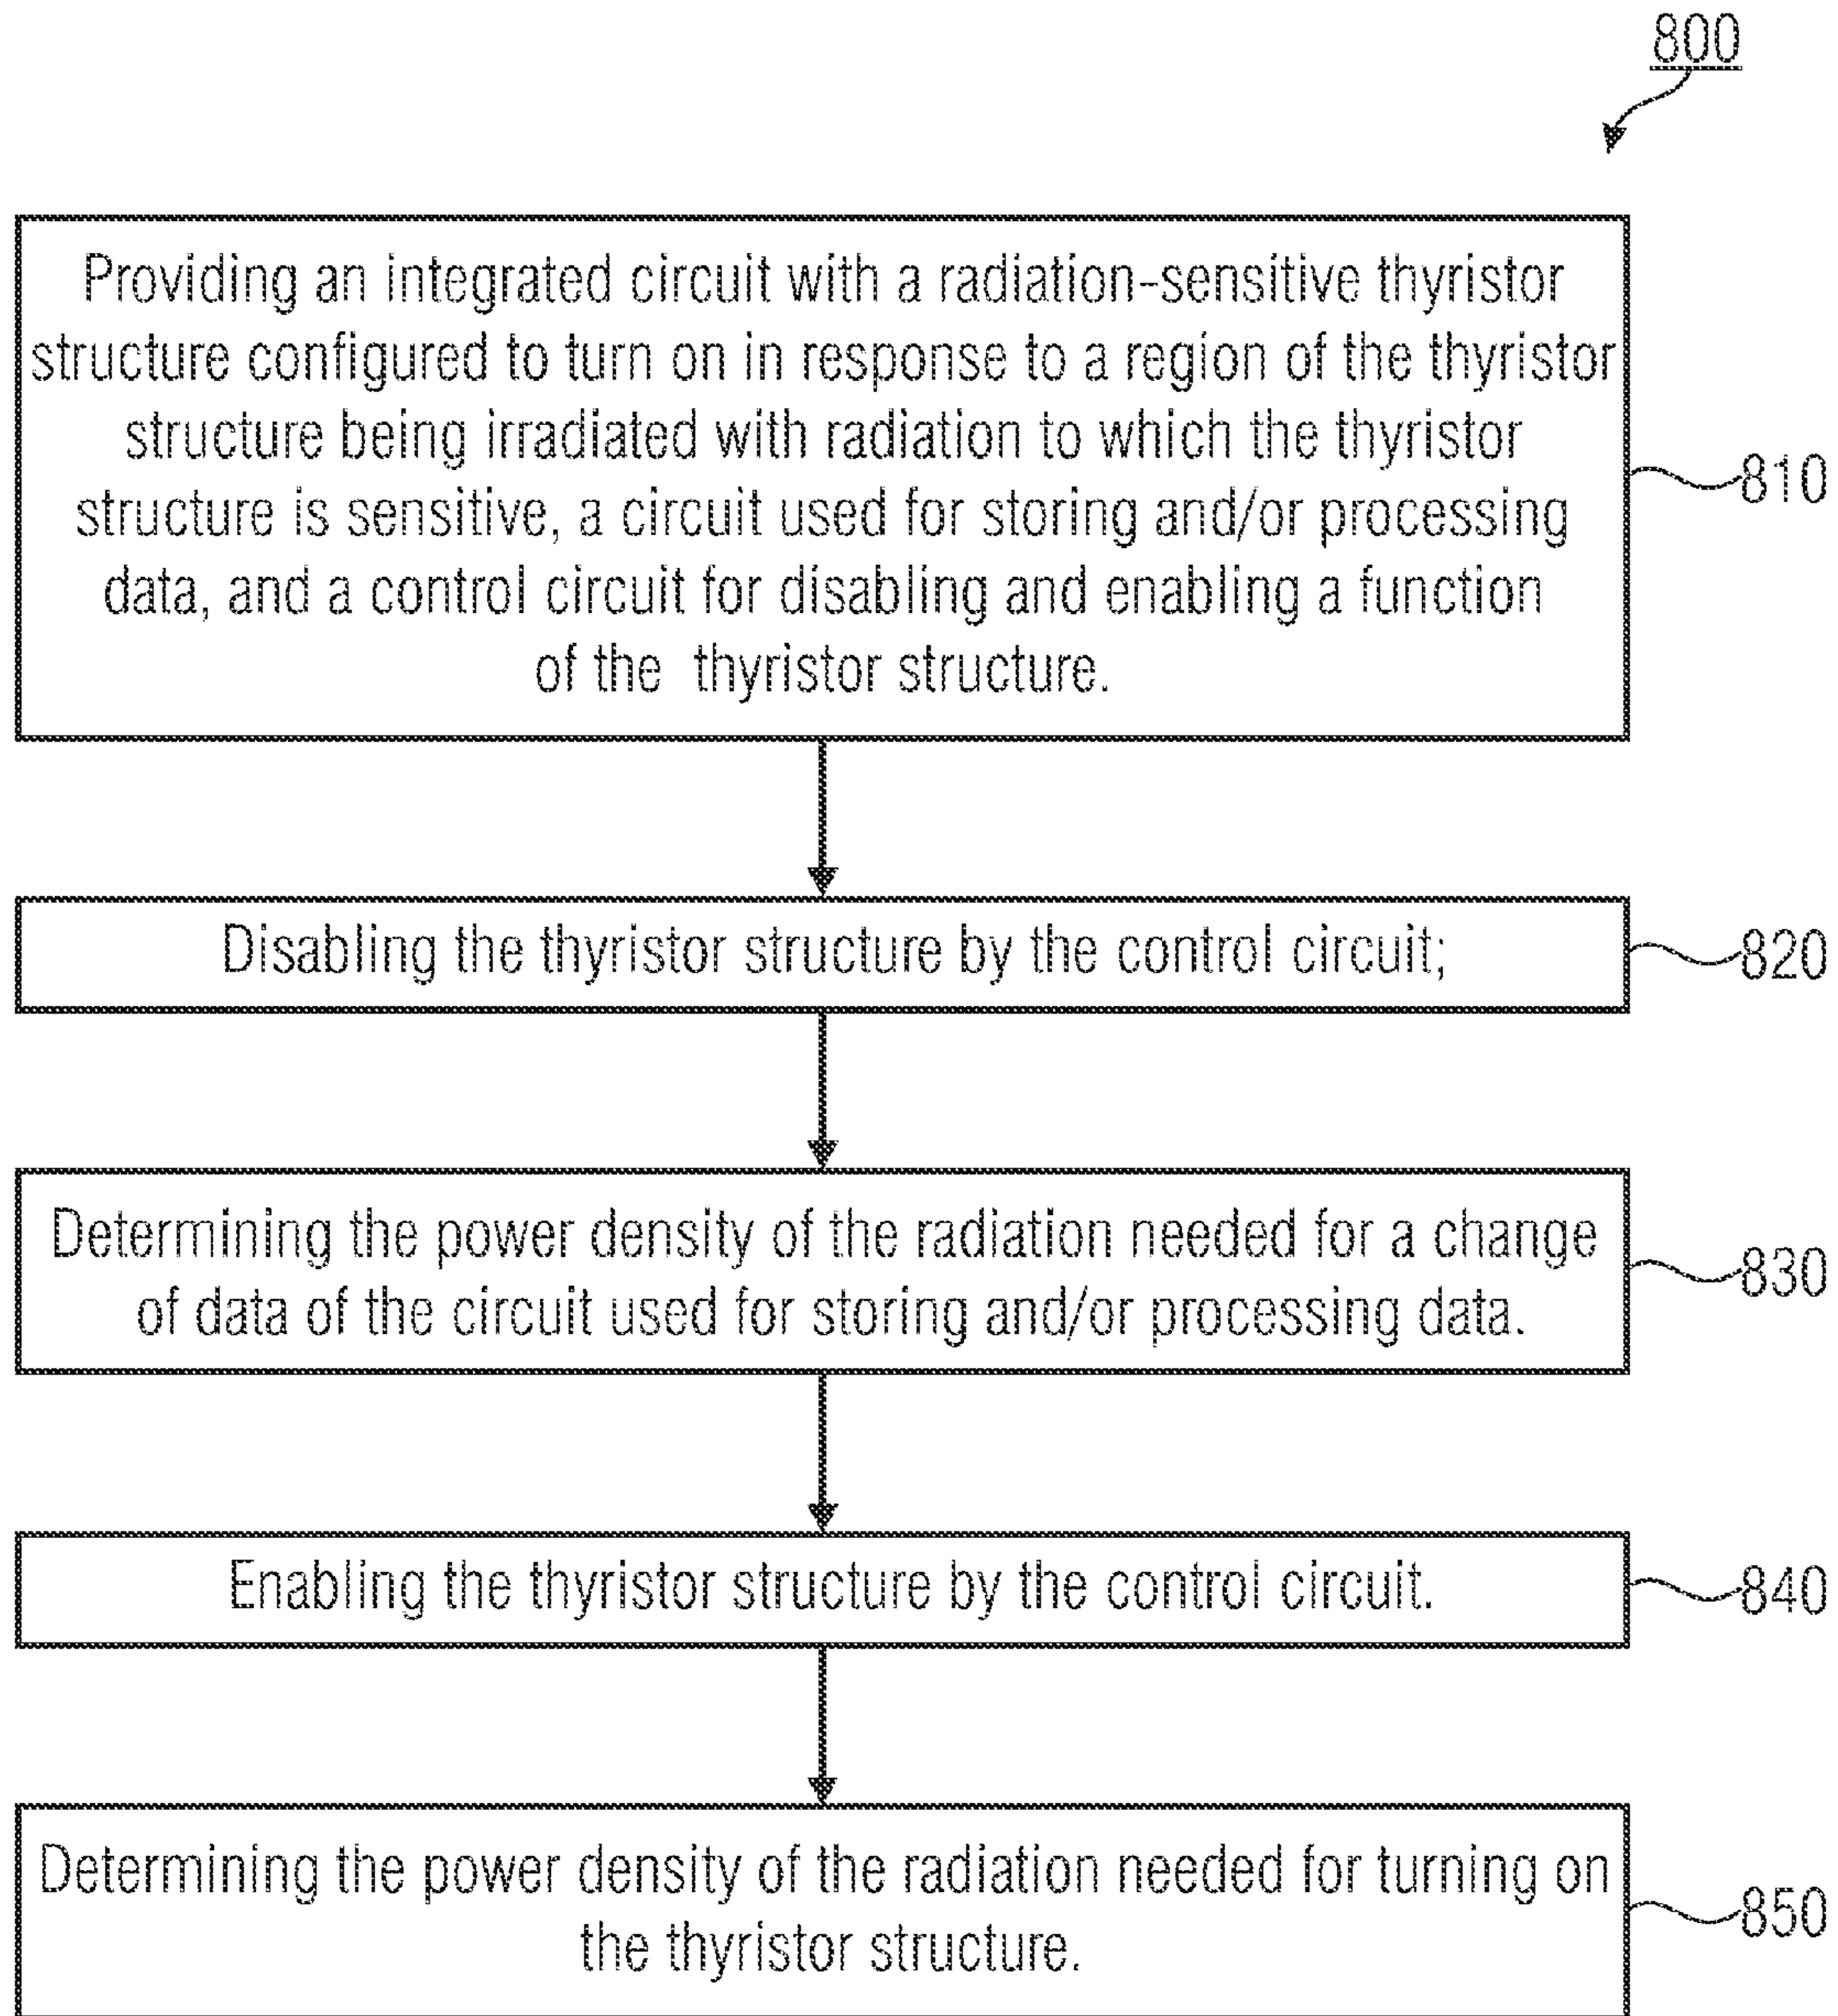 800
Providing an integrated circuit with a radiation-sensitive thyristor
structure configured to turn on in response to a region of the thyristor
structure being irradiated with radiation to which the thyristor
structure is sensitive, a circuit used for storing and/or processing
data, and a control circuit for disabling and enabling a function
of the thyristor structure.
810
Disabling the thyristor structure by the control circuit;
820
Determining the power density of the radiation needed for a change
of data of the circuit used for storing and/or processing data.
830
Enabling the thyristor structure by the control circuit.
840
Determining the power density of the radiation needed for turning on
the thyristor structure.
850